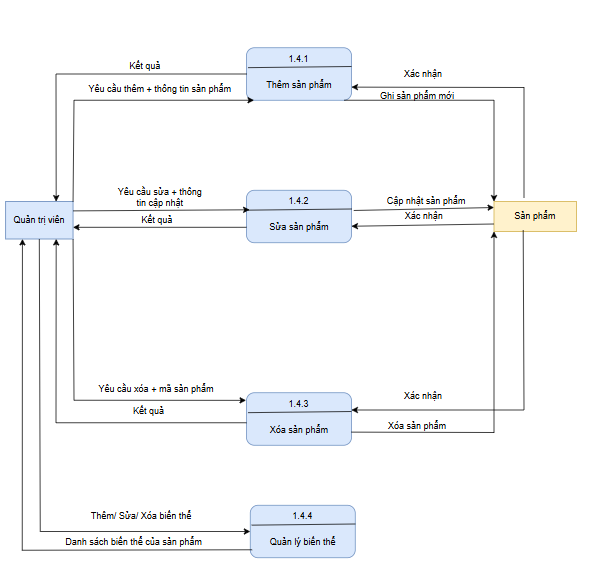 1.4.1
Kết quả
Xác nhận
Thêm sản phẩm
Yêu cầu thêm + thông tin sản phẩm
Ghi sản phẩm mới
Yêu cầu sửa + thông
tin cập nhật
1.4.2
Cập nhật sản phẩm
Quản trị viên
Kết quả
Sửa sản phẩm
Xác nhận
Sản phẩm
Yêu cầu xóa + mã sản phẩm
1.4.3
Xác nhận
Kết quả
Xóa sản phẩm
Xóa sản phẩm
Thêm/ Sửa/ Xóa biến thể
1.4.4
Danh sách biến thể của sản phẩm
Quản lý biến thể